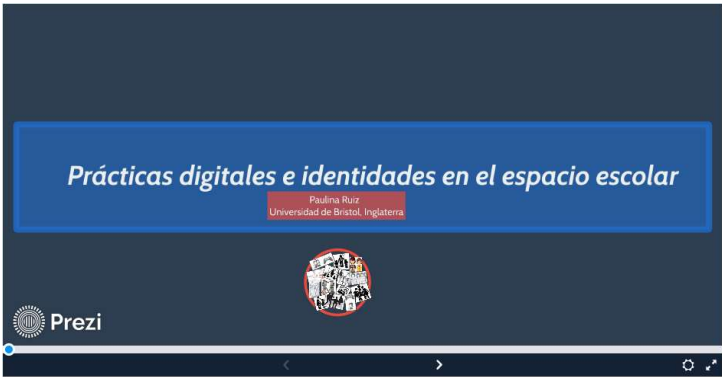 Prácticas digitales e identidades en el espacio escolar
Paulina Ruiz
Universidad de Bristol, Inglaterra
Prezi